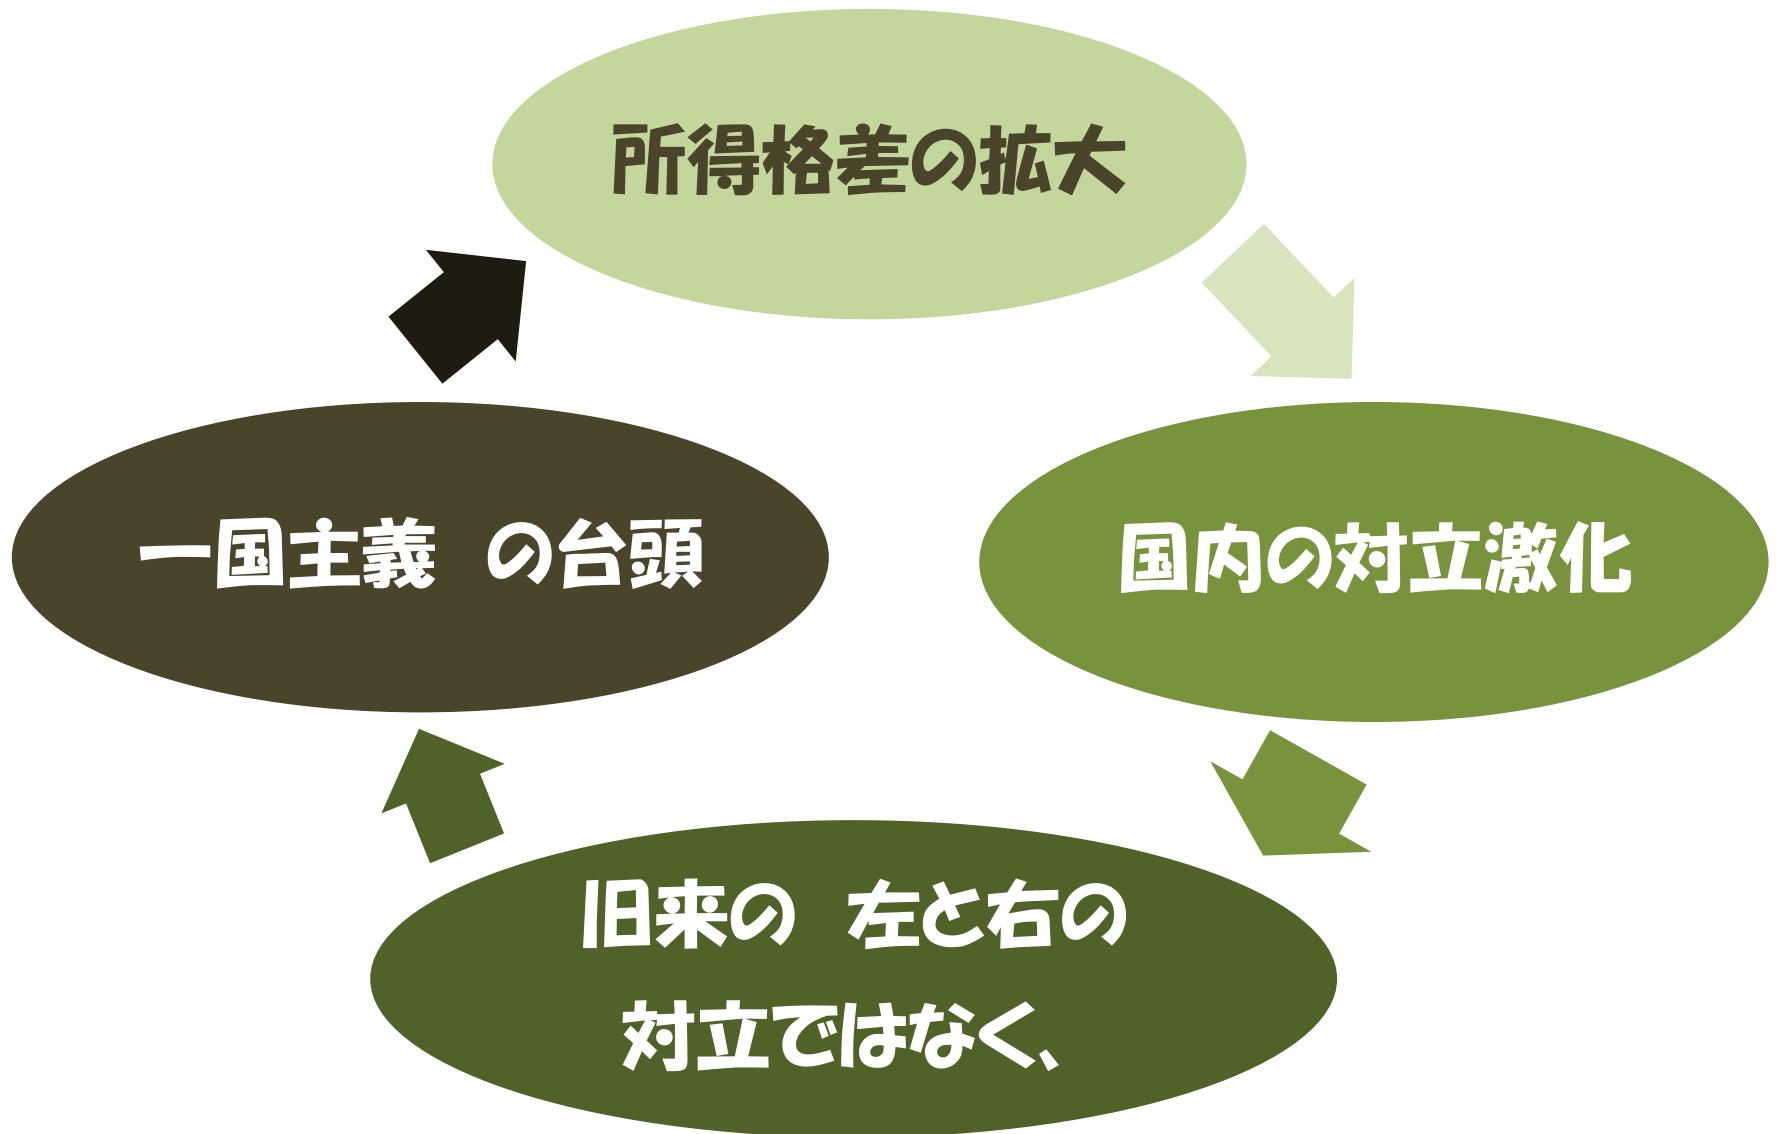 所得格差の拡大
国内の対立激化
旧来の 左と右の
対立ではなく、
一国主義 の台頭